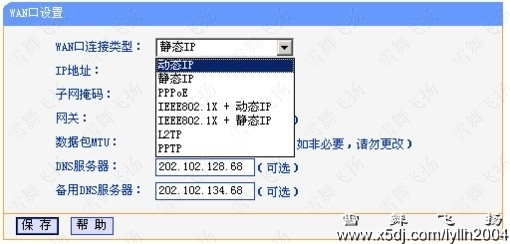 WAN口设置
WAN口连接类型： 静态IP
动态IP
IP地址：
静态IP
子网掩码：
PPPoE
IEEE802.1X + 动态IP
网关：
IEEE802.1X + 静态IP
L2TP
数据包MTU：
如非必要，请勿更改）
PPTP
DNS服务器： 202.102.128.68 （可选）
备用DNS服务器： 202.102.134.68 （可选）
保存 帮助
雪舞飞扬
www.x5dj.com/iyllh2004